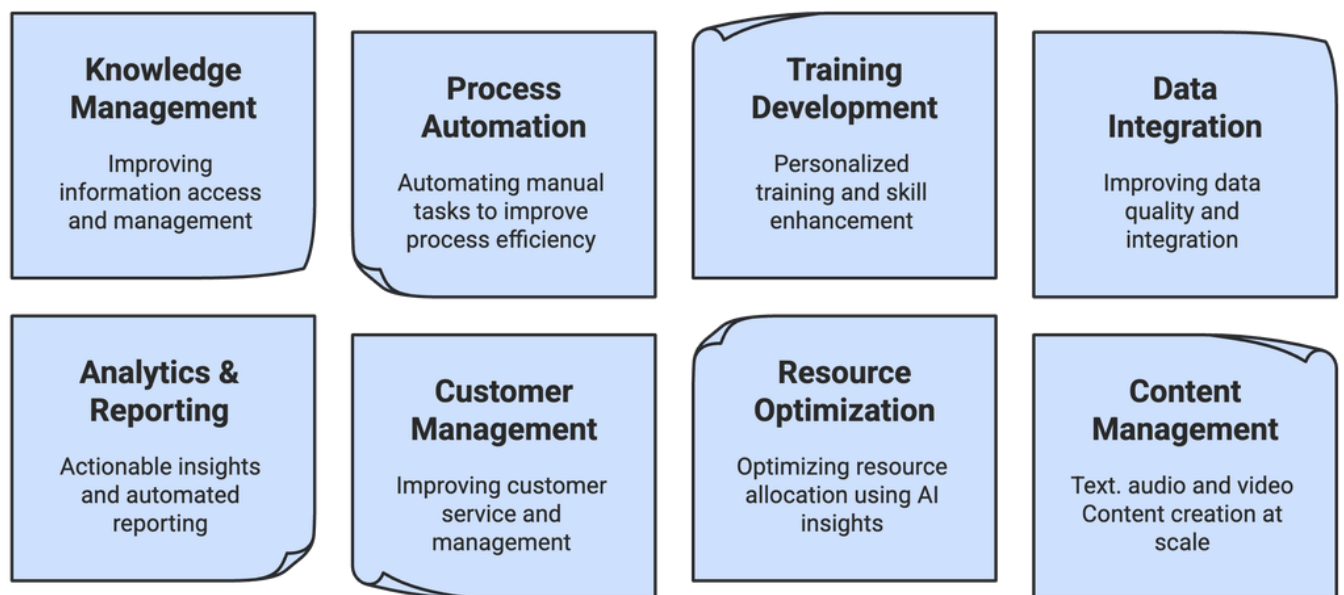 Knowledge
Management
Improving
information access
and management
Process
Automation
Automating manual
tasks to improve
process efficiency
Training
Development
Personalized
training and skill
enhancement
Data
Integration
Improving data
quality and
integration
Analytics &
Reporting
Actionable insights
and automated
reporting
Customer
Management
Improving customer
service and
management
Resource
Optimization
Optimizing resource
allocation using AI
insights
Content
Management
Text. audio and video
Content creation at
scale